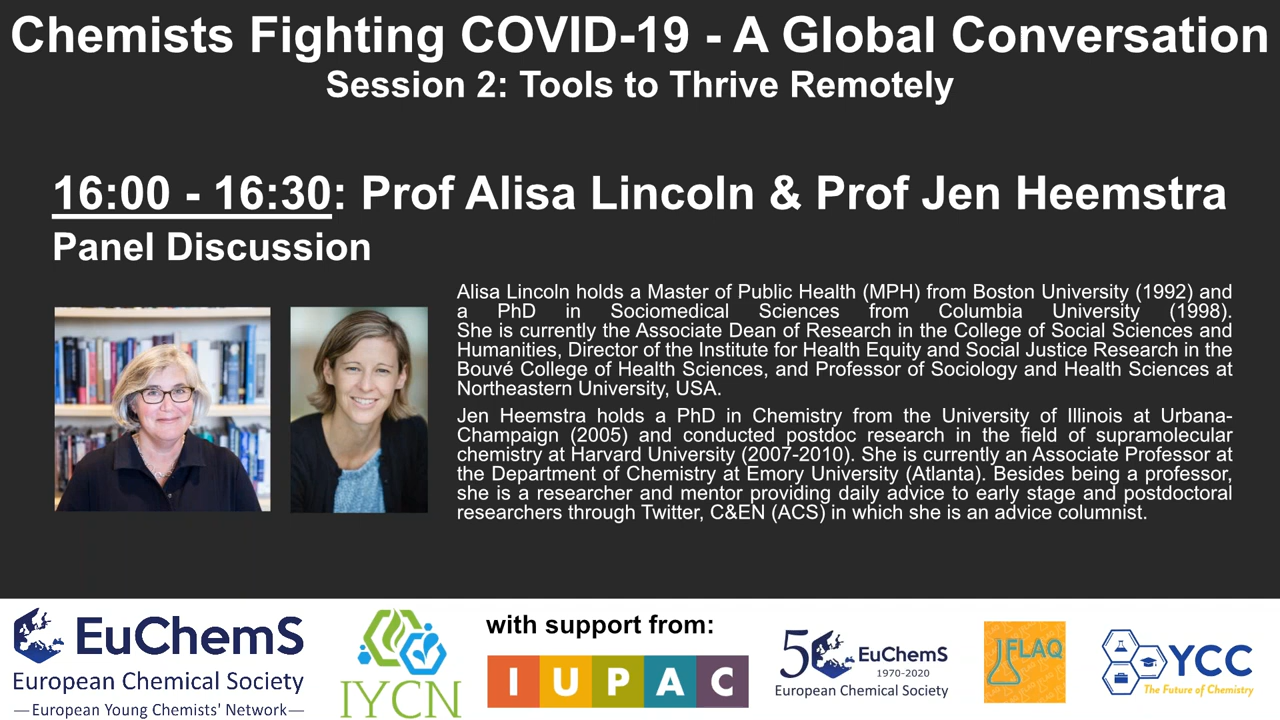 Chemists Fighting COVID-19 - A Global Conversation
Session 2: Tools to Thrive Remotely
16:00 - 16:30: Prof Alisa Lincoln & Prof Jen Heemstra
Panel Discussion
Alisa Lincoln holds a Master of Public Health (MPH) from Boston University (1992) and
a PhD in Sociomedical Sciences from Columbia University (1998).
She is currently the Associate Dean of Research in the College of Social Sciences and
Humanities, Director of the Institute for Health Equity and Social Justice Research in the
Bouvé College of Health Sciences, and Professor of Sociology and Health Sciences at
Northeastern University, USA.
Jen Heemstra holds a PhD in Chemistry from the University of Illinois at Urbana-
Champaign (2005) and conducted postdoc research in the field of supramolecular
chemistry at Harvard University (2007-2010). She is currently an Associate Professor at
the Department of Chemistry at Emory University (Atlanta). Besides being a professor,
she is a researcher and mentor providing daily advice to early stage and postdoctoral
researchers through Twitter, C&EN (ACS) in which she is an advice columnist.
EuChemS
European Chemical Society
—European Young Chemists' Network—
IYCN
with support from:
IUPAC
50 EuChemS
1970-2020
European Chemical Society
JFLAQ
YCC
The Future of Chemistry